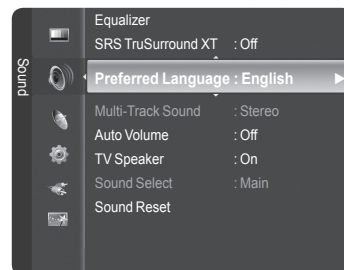 Sound
Equalizer
SRS TruSurround XT : Off
Preferred Language : English
Multi-Track Sound : Stereo
Auto Volume : Off
TV Speaker : On
Sound Select : Main
Sound Reset